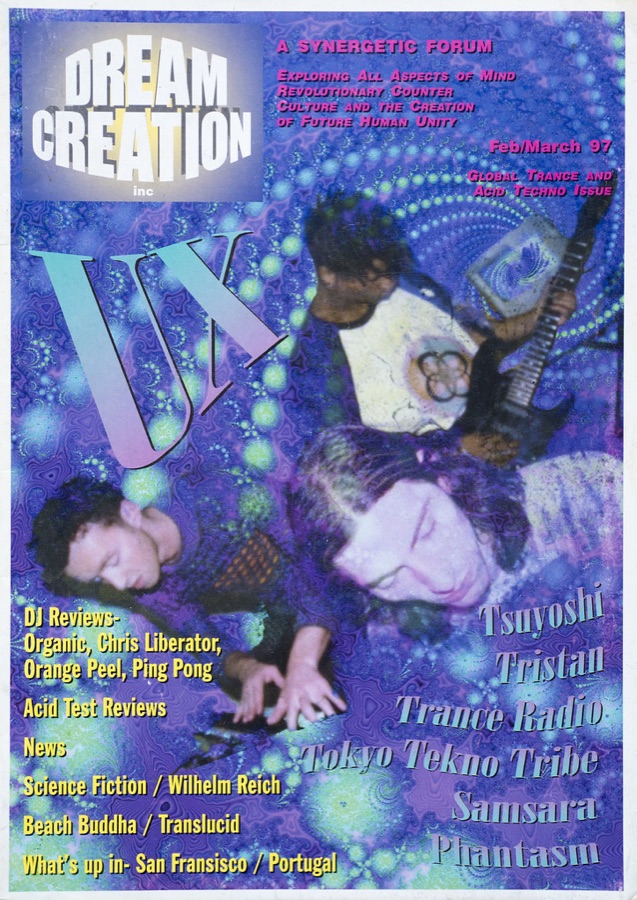 DREAM
CREATION
inc
A SYNERGETIC FORUM
EXPLORING ALL ASPECTS OF MIND
REVOLUTIONARY COUNTER
CULTURE AND THE CREATION
OF FUTURE HUMAN UNITY
Feb/March 97
GLOBAL TRANCE AND
ACID TECHNO ISSUE
UX
DJ Reviews-
Organic, Chris Liberator,
Orange Peel, Ping Pong
Acid Test Reviews
News
Science Fiction / Wilhelm Reich
Beach Buddha / Translucid
What's up in- San Fransisco / Portugal
Tsuyoshi
Tristan
Trance Radio
Tokyo Tekno Tribe
Samsara
Phantasm